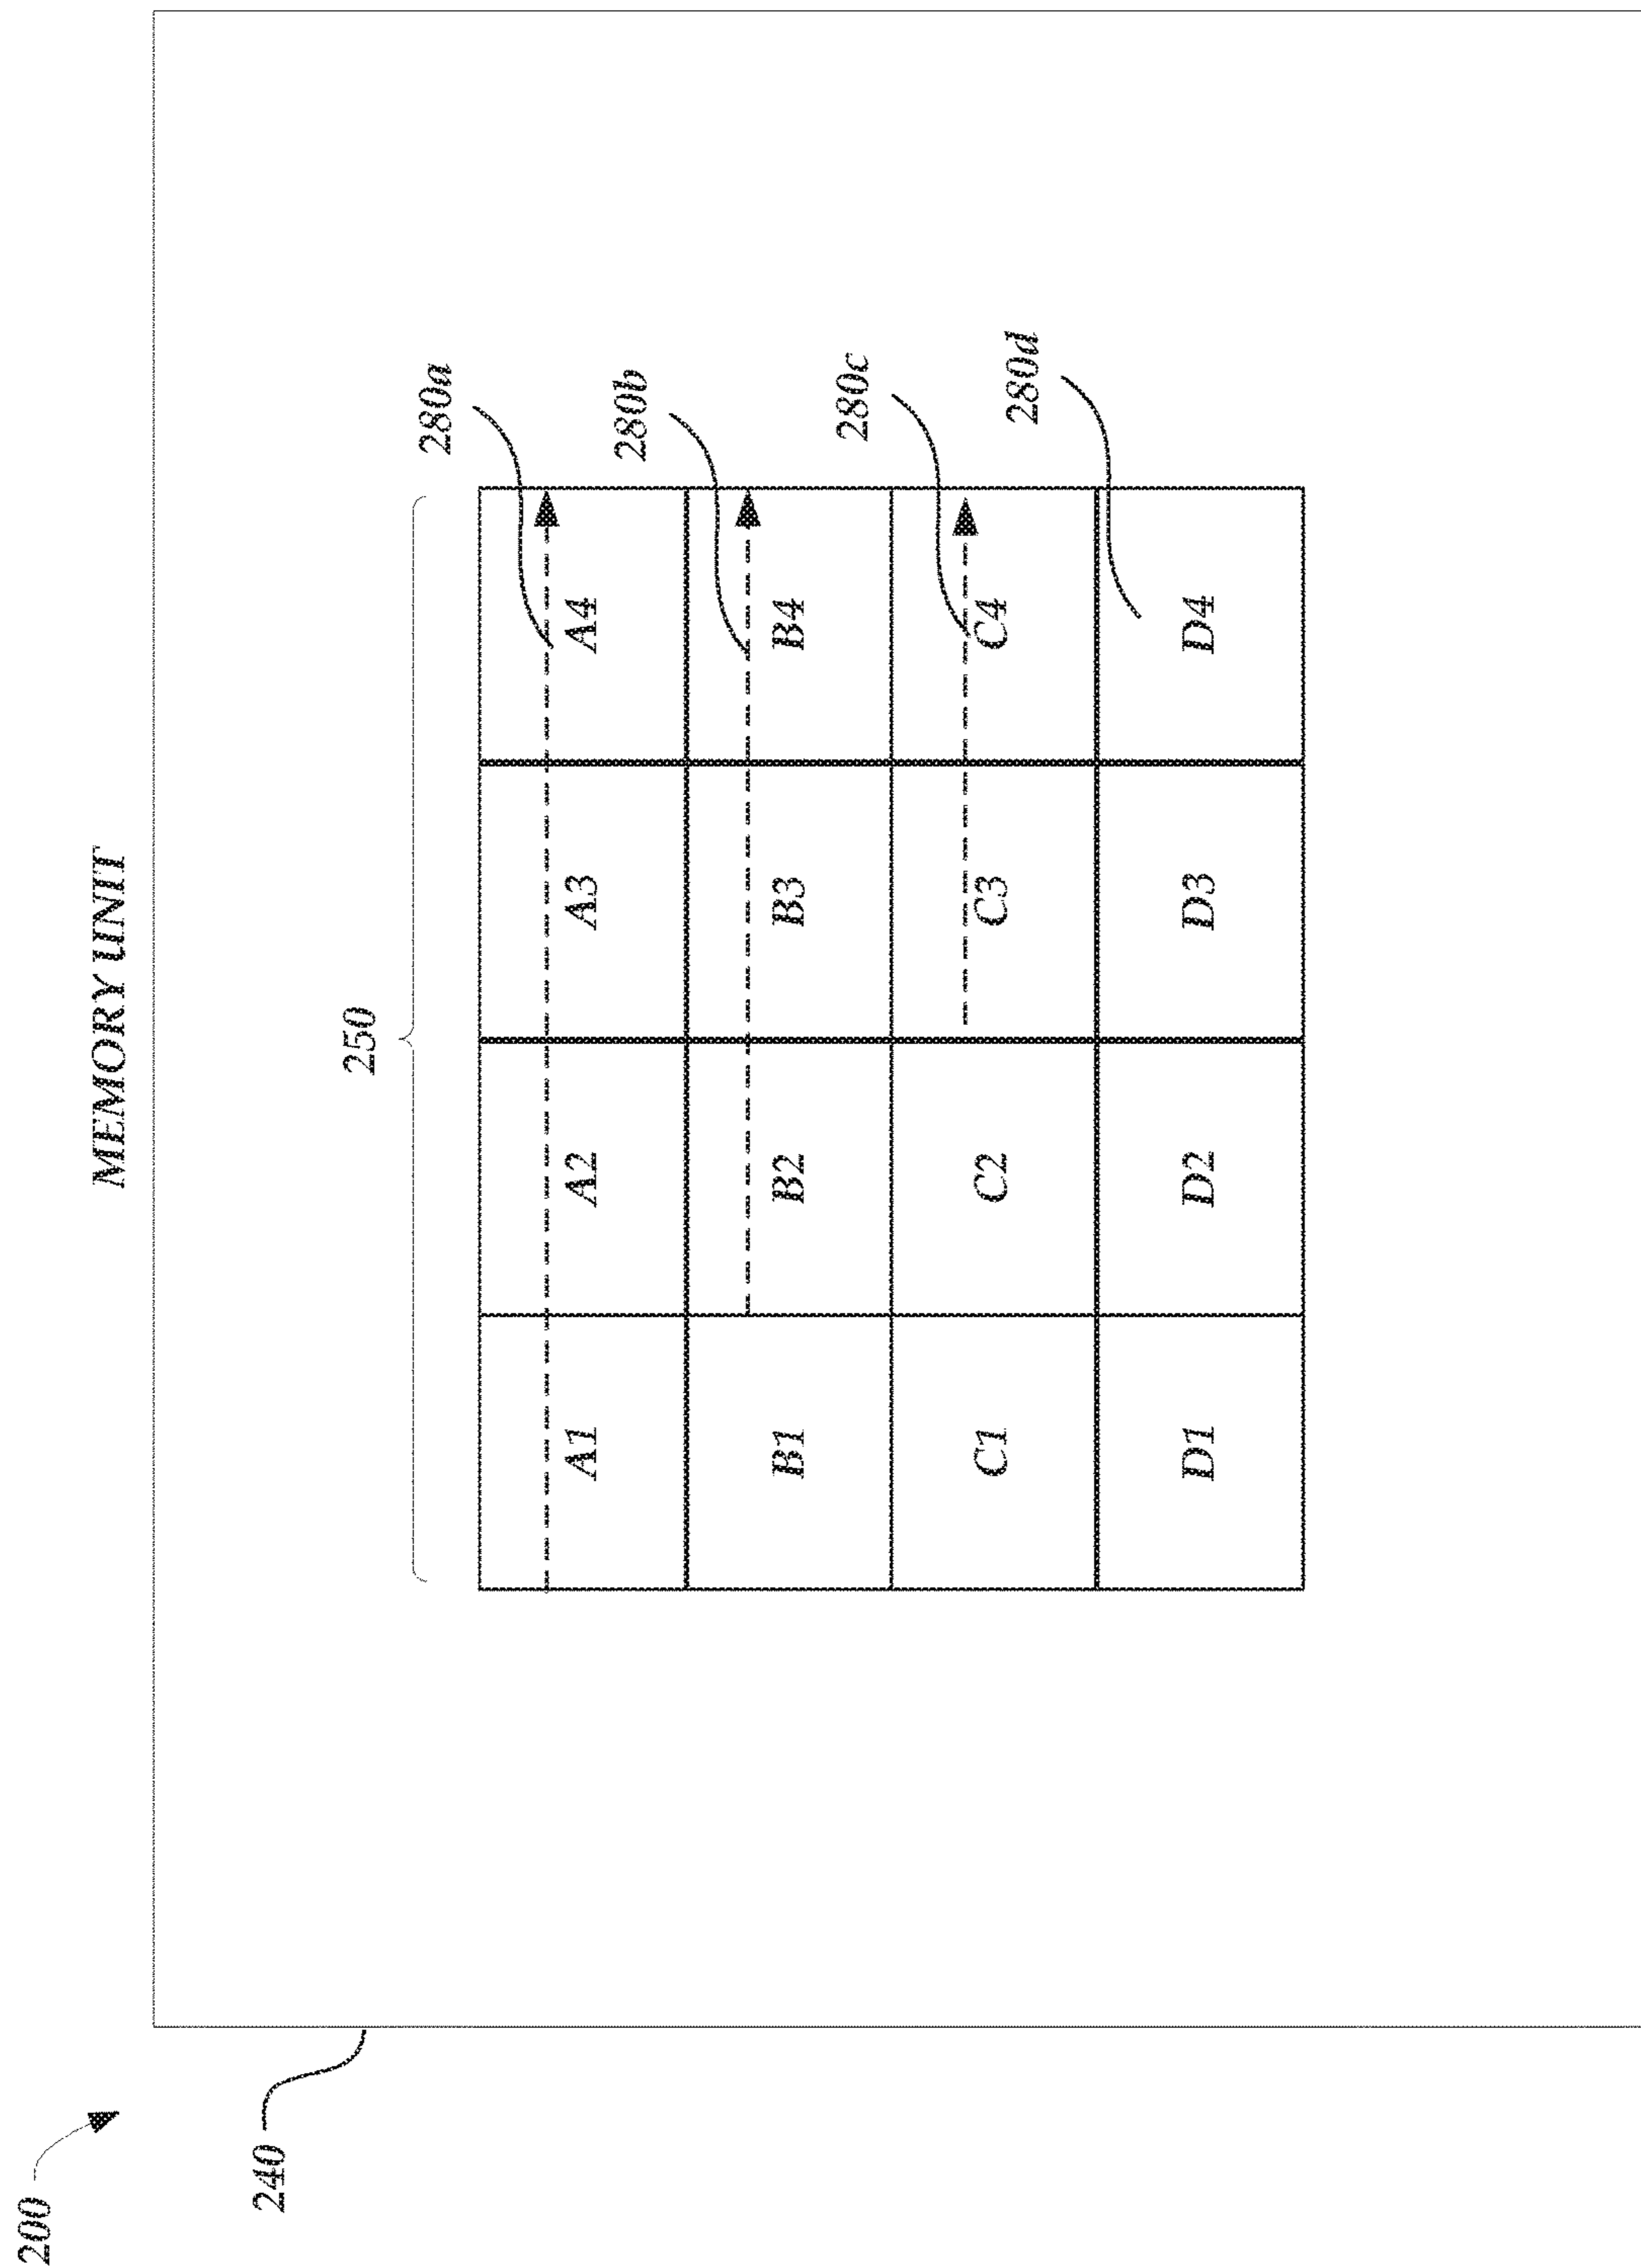 200
MEMORY UNIT
240
250
280a
A1 A2 A3 A4
280b
B1 B2 B3 B4
280c
C1 C2 C3 C4
280d
D1 D2 D3 D4